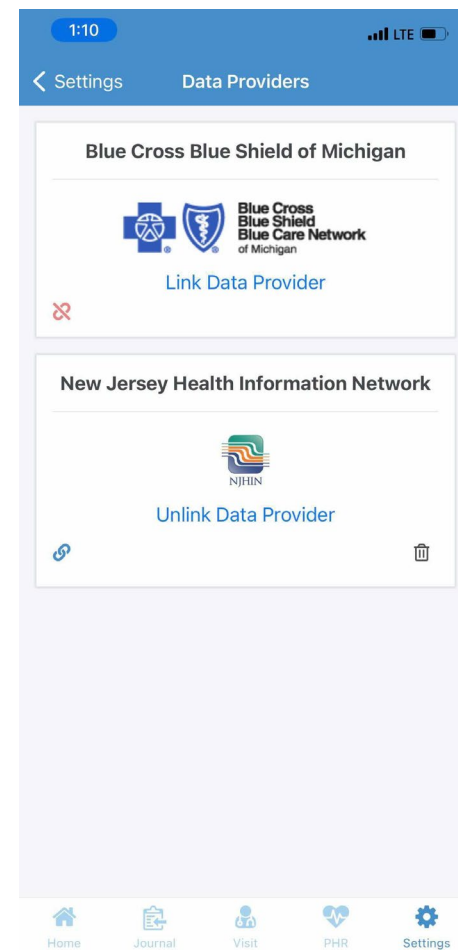 1:10
LTE
Settings
Data Providers
Blue Cross Blue Shield of Michigan
Blue Cross
Blue Shield
Blue Care Network
of Michigan
Link Data Provider
New Jersey Health Information Network
NJHIN
Unlink Data Provider
Home
Journal
Visit
PHR
Settings